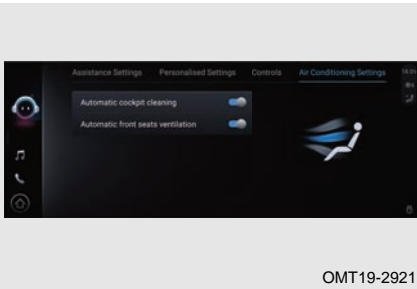 Assistance Settings Personalised Settings Controls Air Conditioning Settings
Automatic cockpit cleaning
Automatic front seats ventilation
OMT19-2921